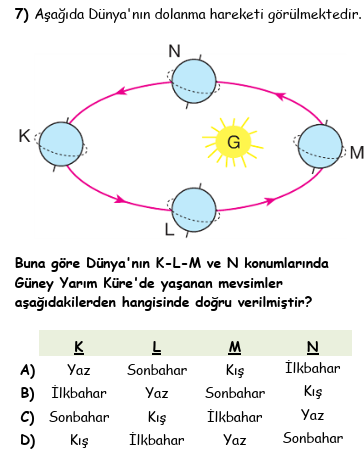 7) Aşağıda Dünya'nın dolanma hareketi görülmektedir.
N
K
G
M
L
Buna göre Dünya'nın K-L-M ve N konumlarında
Güney Yarım Küre'de yaşanan mevsimler
aşağıdakilerden hangisinde doğru verilmiştir?
K L M N
A) Yaz Sonbahar Kış İlkbahar
B) İlkbahar Yaz Sonbahar Kış
C) Sonbahar Kış İlkbahar Yaz
D) Kış İlkbahar Yaz Sonbahar